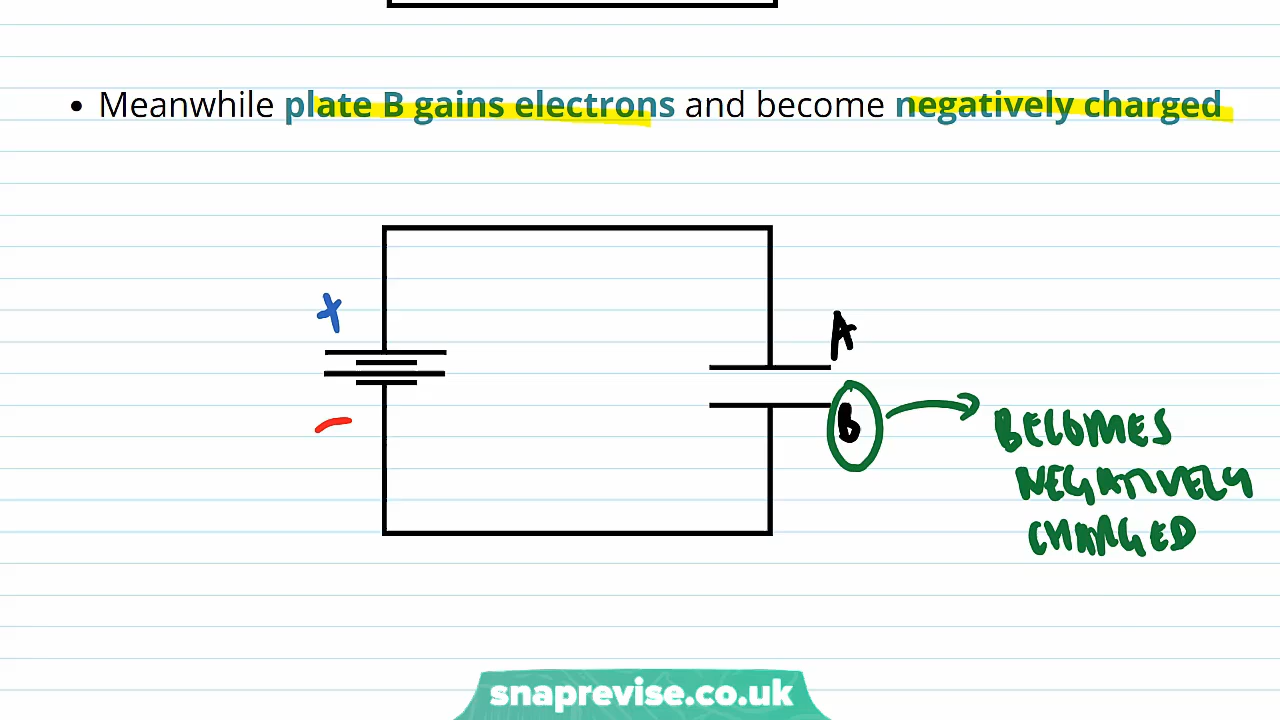 • Meanwhile plate B gains electrons and become negatively charged
+
A
B
-
BECOMES
NEGATIVELY
CHARGED
snaprevise.co.uk